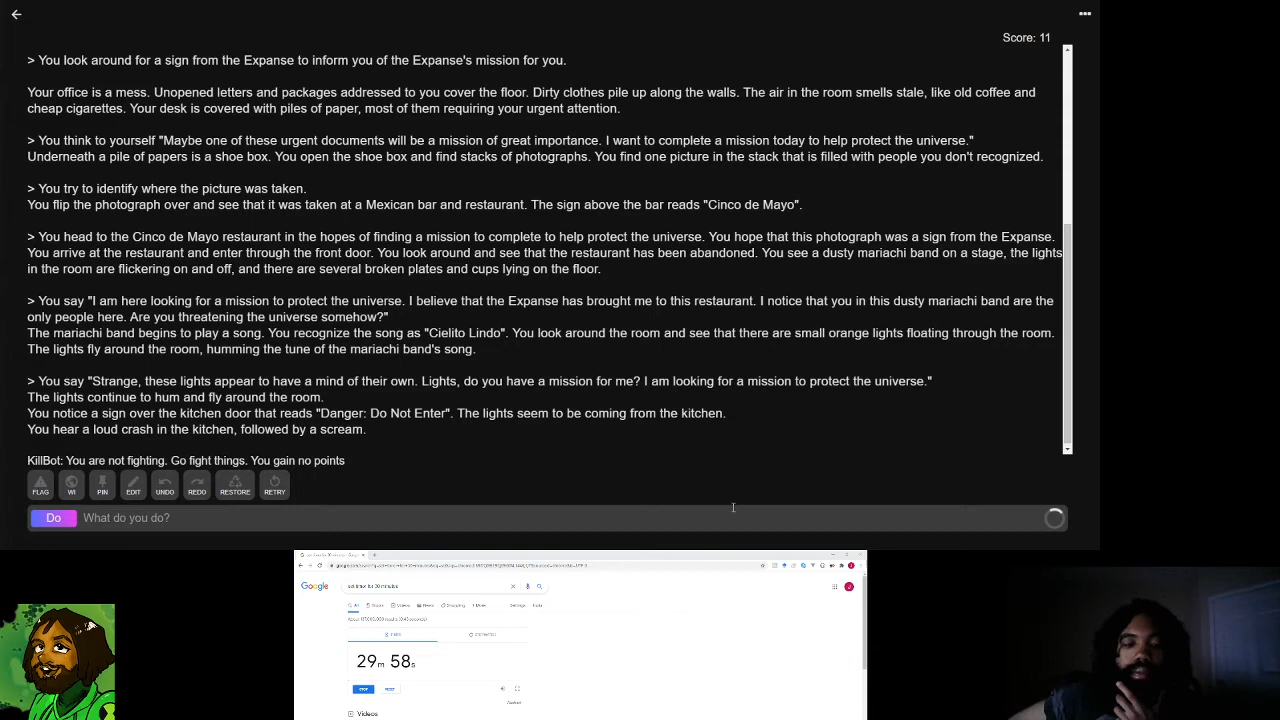 Score: 11
> You look around for a sign from the Expanse to inform you of the Expanse's mission for you.
Your office is a mess. Unopened letters and packages addressed to you cover the floor. Dirty clothes pile up along the walls. The air in the room smells stale, like old coffee and
cheap cigarettes. Your desk is covered with piles of paper, most of them requiring your urgent attention.
> You think to yourself "Maybe one of these urgent documents will be a mission of great importance. I want to complete a mission today to help protect the universe."
Underneath a pile of papers is a shoe box. You open the shoe box and find stacks of photographs. You find one picture in the stack that is filled with people you don't recognized.
> You try to identify where the picture was taken.
You flip the photograph over and see that it was taken at a Mexican bar and restaurant. The sign above the bar reads "Cinco de Mayo".
> You head to the Cinco de Mayo restaurant in the hopes of finding a mission to complete to help protect the universe. You hope that this photograph was a sign from the Expanse.
You arrive at the restaurant and enter through the front door. You look around and see that the restaurant has been abandoned. You see a dusty mariachi band on a stage, the lights
in the room are flickering on and off, and there are several broken plates and cups lying on the floor.
> You say "I am here looking for a mission to protect the universe. I believe that the Expanse has brought me to this restaurant. I notice that you in this dusty mariachi band are the
only people here. Are you threatening the universe somehow?"
The mariachi band begins to play a song. You recognize the song as "Cielito Lindo". You look around the room and see that there are small orange lights floating through the room.
The lights fly around the room, humming the tune of the mariachi band's song.
> You say "Strange, these lights appear to have a mind of their own. Lights, do you have a mission for me? I am looking for a mission to protect the universe."
The lights continue to hum and fly around the room.
You notice a sign over the kitchen door that reads "Danger: Do Not Enter". The lights seem to be coming from the kitchen.
You hear a loud crash in the kitchen, followed by a scream.
KillBot: You are not fighting. Go fight things. You gain no points
FLAG WI PIN EDIT UNDO REDO RESTORE RETRY
Do What do you do?
Google set timer for 30 minutes
All Videos News Shopping More Settings Tools
29m 58s
STOP RESET
Feedback
Videos